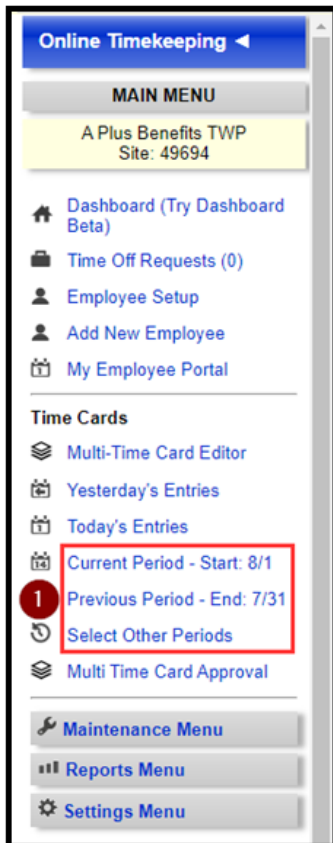 Online Timekeeping ◄
MAIN MENU
A Plus Benefits TWP
Site: 49694
Dashboard (Try Dashboard
Beta)
Time Off Requests (0)
Employee Setup
Add New Employee
My Employee Portal
Time Cards
Multi-Time Card Editor
Yesterday's Entries
Today's Entries
14 Current Period - Start: 8/1
1 Previous Period - End: 7/31
Select Other Periods
Multi Time Card Approval
Maintenance Menu
Reports Menu
Settings Menu